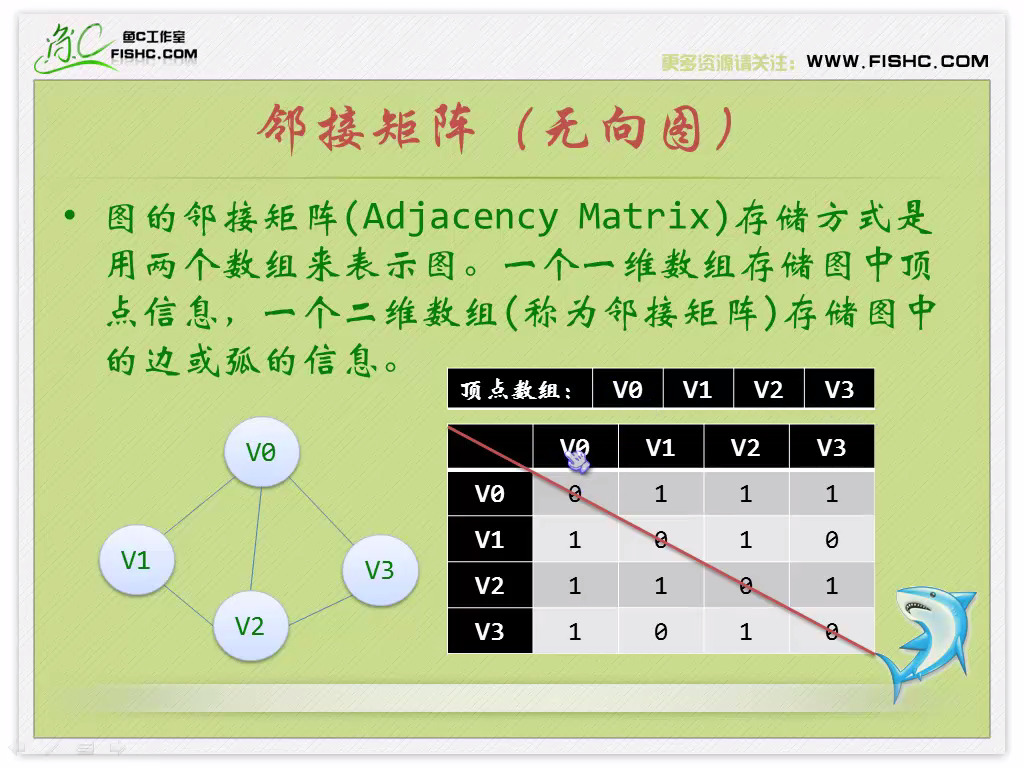 鱼C
鱼C工作室
FISHC.COM
更多资源请关注：WWW.FISHC.COM
邻接矩阵（无向图）
• 图的邻接矩阵(Adjacency Matrix)存储方式是
用两个数组来表示图。一个一维数组存储图中顶
点信息，一个二维数组(称为邻接矩阵)存储图中
的边或弧的信息。
顶点数组： V0 V1 V2 V3
V0 V1 V2 V3
V0 0 1 1 1
V1 1 0 1 0
V2 1 1 0 1
V3 1 0 1 0
V0
V1
V3
V2